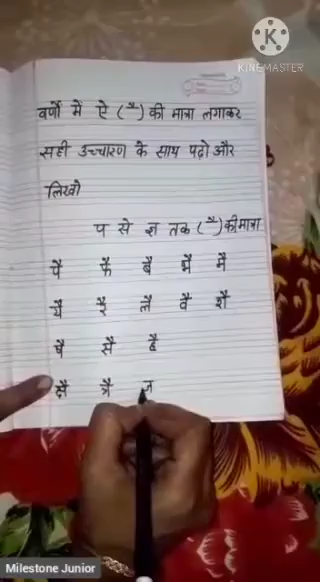 KINEMASTER
वर्णो में ऐ (ै) की मात्रा लगाकर
सही उच्चारण के साथ पढ़ो और
लिखो
प से ज्ञ तक (ै) की मात्रा
पै फै बै भै मै
यै रै लै वै शै
षै सै है
क्षै त्रै
Milestone Junior